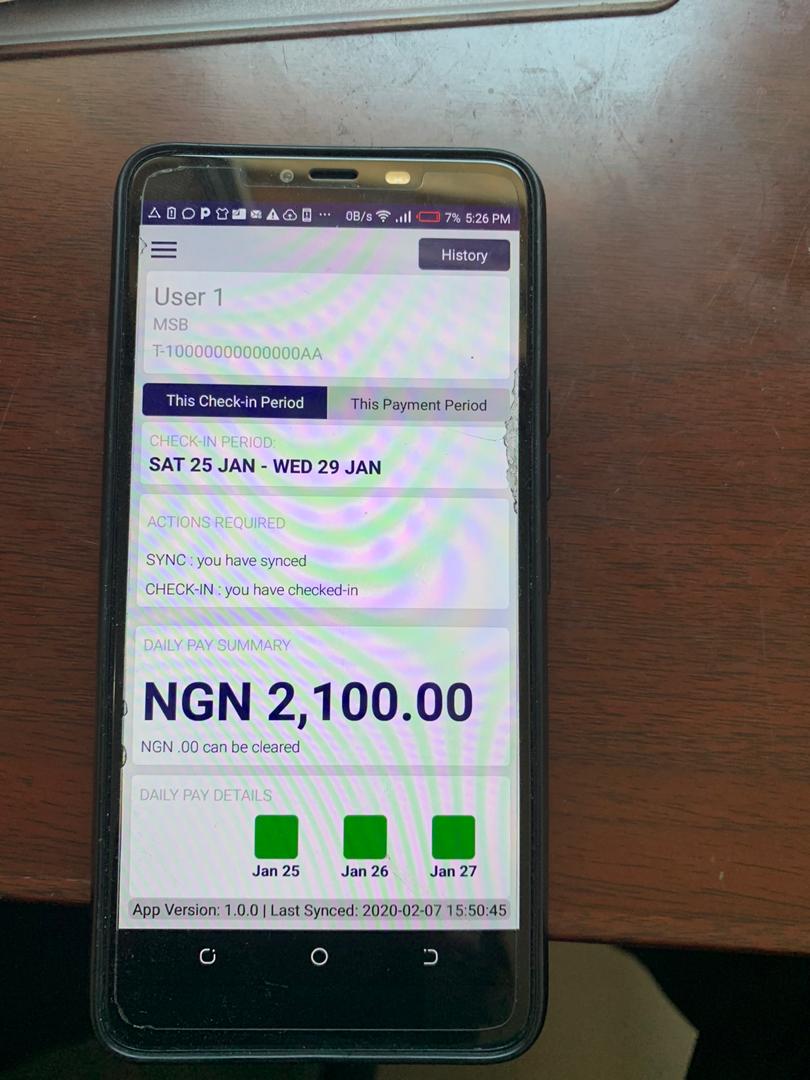 0B/s 7% 5:26 PM
History
User 1
MSB
T-10000000000000AA
This Check-in Period
This Payment Period
CHECK-IN PERIOD:
SAT 25 JAN - WED 29 JAN
ACTIONS REQUIRED
SYNC : you have synced
CHECK-IN : you have checked-in
DAILY PAY SUMMARY
NGN 2,100.00
NGN .00 can be cleared
DAILY PAY DETAILS
Jan 25 Jan 26 Jan 27
App Version: 1.0.0 | Last Synced: 2020-02-07 15:50:45